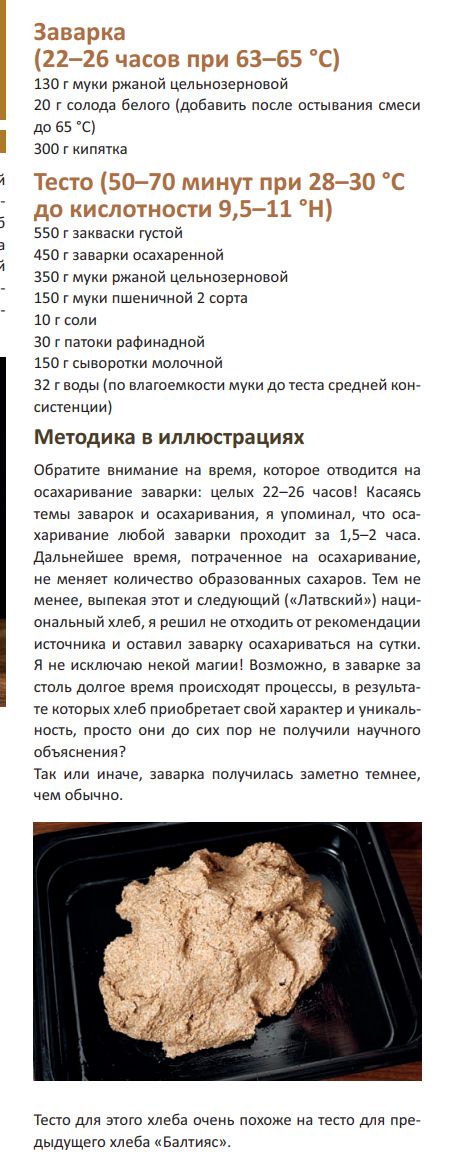 Заварка
(22–26 часов при 63–65 °C)
130 г муки ржаной цельнозерновой
20 г солода белого (добавить после остывания смеси
до 65 °C)
300 г кипятка
Тесто (50–70 минут при 28–30 °C
до кислотности 9,5–11 °H)
550 г закваски густой
450 г заварки осахаренной
350 г муки ржаной цельнозерновой
150 г муки пшеничной 2 сорта
10 г соли
30 г патоки рафинадной
150 г сыворотки молочной
32 г воды (по влагоемкости муки до теста средней кон-
систенции)
Методика в иллюстрациях
Обратите внимание на время, которое отводится на
осахаривание заварки: целых 22–26 часов! Касаясь
темы заварок и осахаривания, я упоминал, что оса-
харивание любой заварки проходит за 1,5–2 часа.
Дальнейшее время, потраченное на осахаривание,
не меняет количество образованных сахаров. Тем не
менее, выпекая этот и следующий («Латвский») наци-
ональный хлеб, я решил не отходить от рекомендации
источника и оставил заварку осахариваться на сутки.
Я не исключаю некой магии! Возможно, в заварке за
столь долгое время происходят процессы, в результа-
те которых хлеб приобретает свой характер и уникаль-
ность, просто они до сих пор не получили научного
объяснения?
Так или иначе, заварка получилась заметно темнее,
чем обычно.
Тесто для этого хлеба очень похоже на тесто для пре-
дыдущего хлеба «Балтияс».